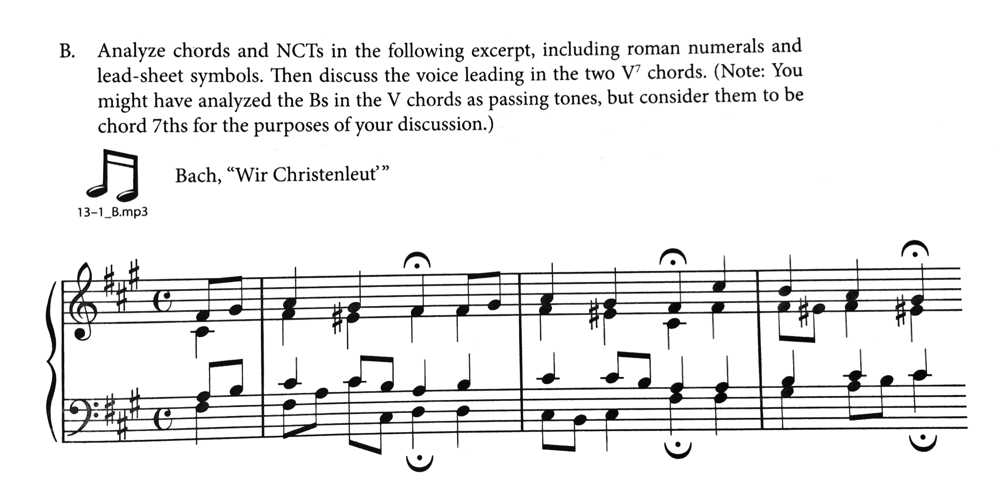 B. Analyze chords and NCTs in the following excerpt, including roman numerals and
lead-sheet symbols. Then discuss the voice leading in the two V⁷ chords. (Note: You
might have analyzed the Bs in the V chords as passing tones, but consider them to be
chord 7ths for the purposes of your discussion.)
Bach, “Wir Christenleut’”
13–1_B.mp3